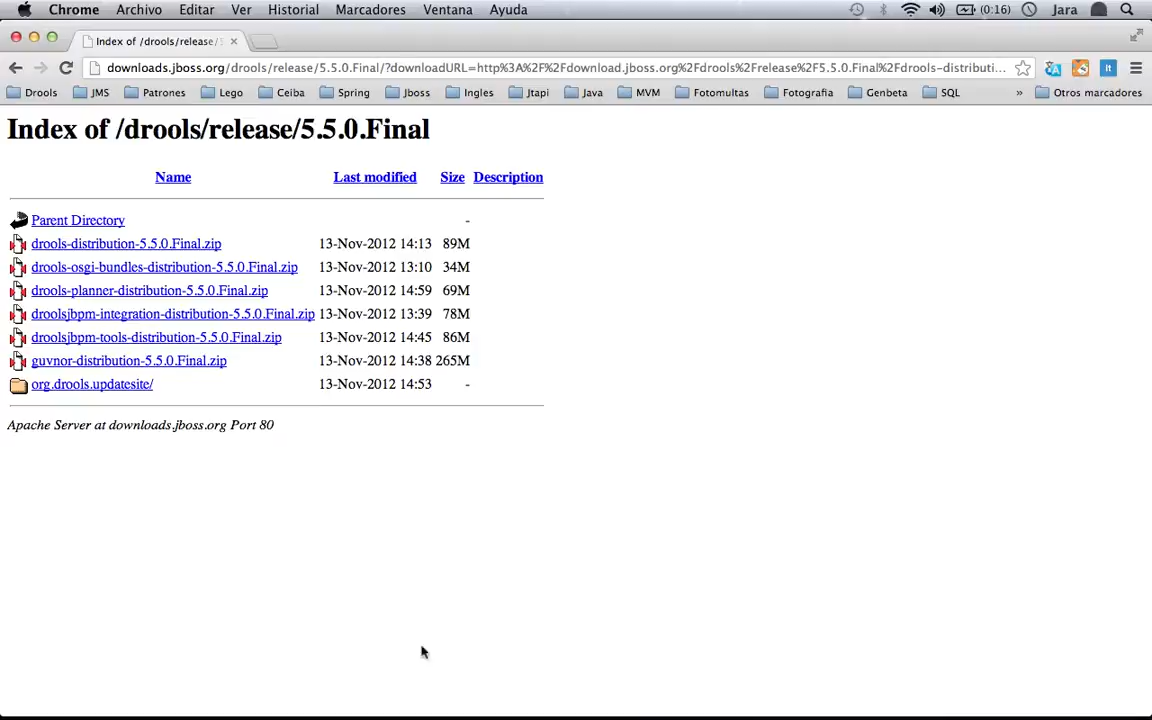 Chrome Archivo Editar Ver Historial Marcadores Ventana Ayuda (0:16) Jara
Index of /drools/release/
downloads.jboss.org/drools/release/5.5.0.Final/?downloadURL=http%3A%2F%2Fdownload.jboss.org%2Fdrools%2Frelease%2F5.5.0.Final%2Fdrools-distributi...
Drools JMS Patrones Lego Ceiba Spring Jboss Ingles Jtapi Java MVM Fotomultas Fotografia Genbeta SQL » Otros marcadores
Index of /drools/release/5.5.0.Final
Name Last modified Size Description
Parent Directory -
drools-distribution-5.5.0.Final.zip 13-Nov-2012 14:13 89M
drools-osgi-bundles-distribution-5.5.0.Final.zip 13-Nov-2012 13:10 34M
drools-planner-distribution-5.5.0.Final.zip 13-Nov-2012 14:59 69M
droolsjbpm-integration-distribution-5.5.0.Final.zip 13-Nov-2012 13:39 78M
droolsjbpm-tools-distribution-5.5.0.Final.zip 13-Nov-2012 14:45 86M
guvnor-distribution-5.5.0.Final.zip 13-Nov-2012 14:38 265M
org.drools.updatesite/ 13-Nov-2012 14:53 -
Apache Server at downloads.jboss.org Port 80